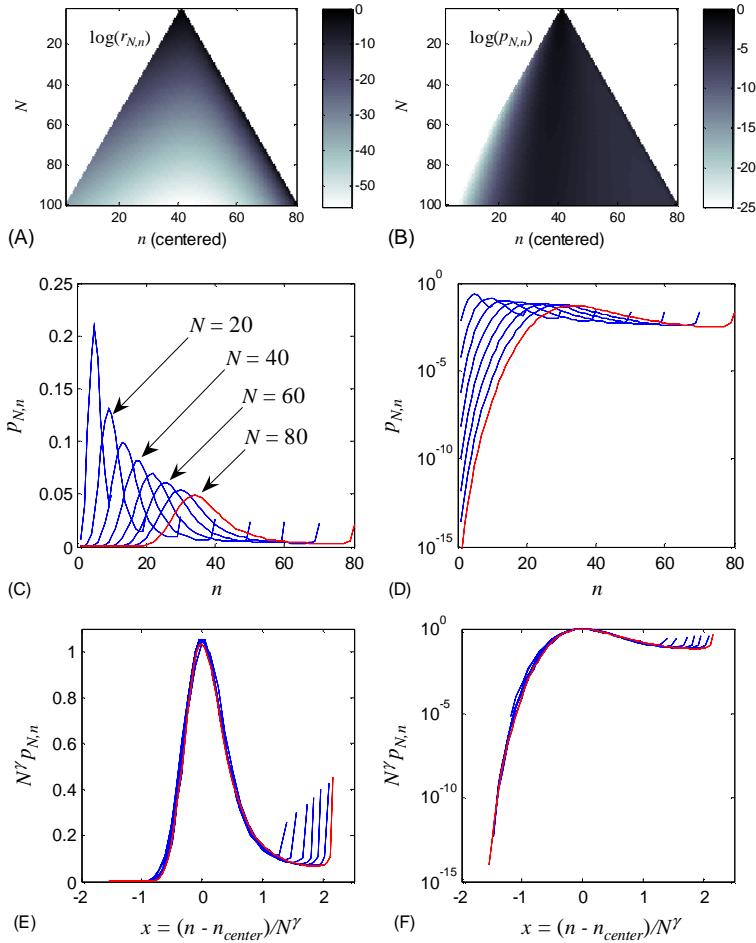 log(r_{N,n})
N
20
40
60
80
100
20 40 60 80
n (centered)
0
-10
-20
-30
-40
-50
(A)
log(p_{N,n})
N
20
40
60
80
100
20 40 60 80
n (centered)
0
-5
-10
-15
-20
-25
(B)
p_{N,n}
0.25
0.2
0.15
0.1
0.05
0
N = 20
N = 40
N = 60
N = 80
0 20 40 60 80
n
(C)
p_{N,n}
10^0
10^-5
10^-10
10^-15
0 20 40 60 80
n
(D)
N^γ p_{N,n}
1
0.8
0.6
0.4
0.2
0
-2 -1 0 1 2
x = (n - n_{center})/N^γ
(E)
N^γ p_{N,n}
10^0
10^-5
10^-10
10^-15
-2 -1 0 1 2
x = (n - n_{center})/N^γ
(F)